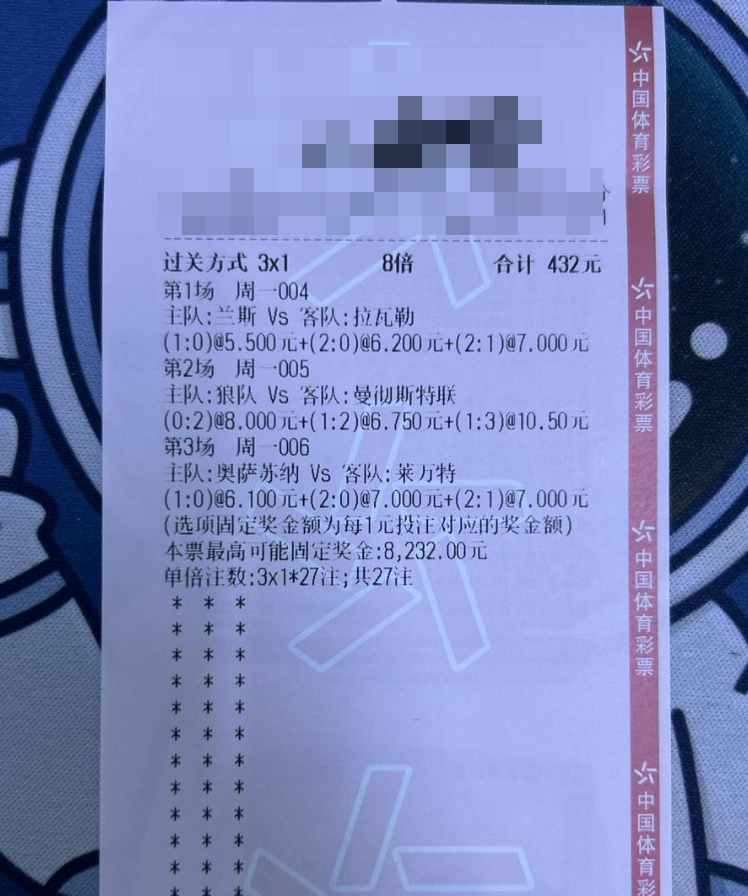 过关方式 3x1 8倍 合计 432元
第1场 周一004
主队:兰斯 Vs 客队:拉瓦勒
(1:0)@5.500元+(2:0)@6.200元+(2:1)@7.000元
第2场 周一005
主队:狼队 Vs 客队:曼彻斯特联
(0:2)@8.000元+(1:2)@6.750元+(1:3)@10.50元
第3场 周一006
主队:奥萨苏纳 Vs 客队:莱万特
(1:0)@6.100元+(2:0)@7.000元+(2:1)@7.000元
(选项固定奖金额为每1元投注对应的奖金额)
本票最高可能固定奖金:8,232.00元
单倍注数:3x1*27注;共27注
* * *
* * *
* * *
* * *
* * *
* * *
* * *
* * *
* * *
* * *
* * *
* * *
中国体育彩票
中国体育彩票
中国体育彩票
中国体育彩